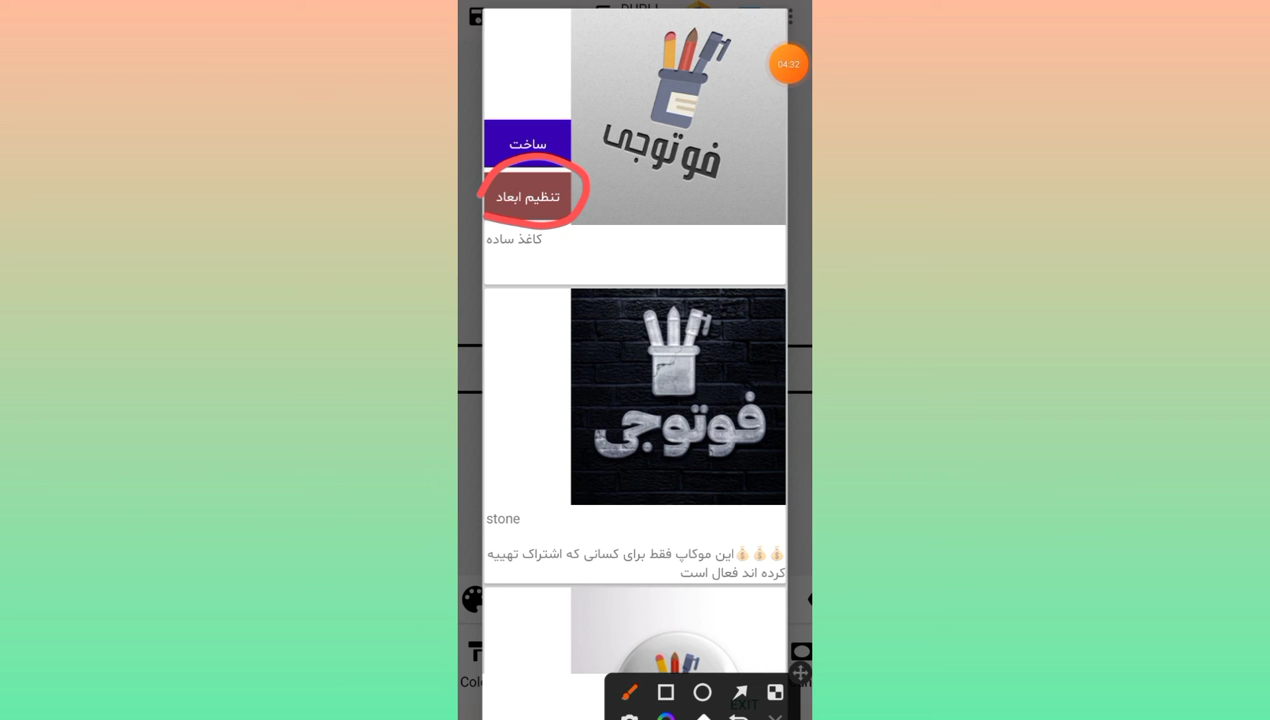 04:32
فوتوجی
ساخت
تنظیم ابعاد
کاغذ ساده
فوتوجی
stone
💰💰💰این موکاپ فقط برای کسانی که اشتراک تهییه
کرده اند فعال است
EXIT